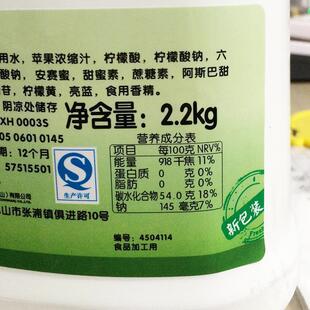 用水，苹果浓缩汁，柠檬酸，柠檬酸钠，六
酸钠，安赛蜜，甜蜜素，蔗糖素，阿斯巴甜
苷，柠檬黄，亮蓝，食用香精。
阴凉处储存
XH 0003S
净含量：2.2kg
05 0601 0145
期：12个月
57515501
营养成分表
项目 每100克 NRV%
能量 918 千焦 11%
蛋白质 0 克 0%
脂肪 0 克 0%
碳水化合物 54.0 克 18%
钠 145 毫克 7%
QS
生产许可
山）有限公司
山市张浦镇俱进路10号
新包装
编号：4504114
食品加工用